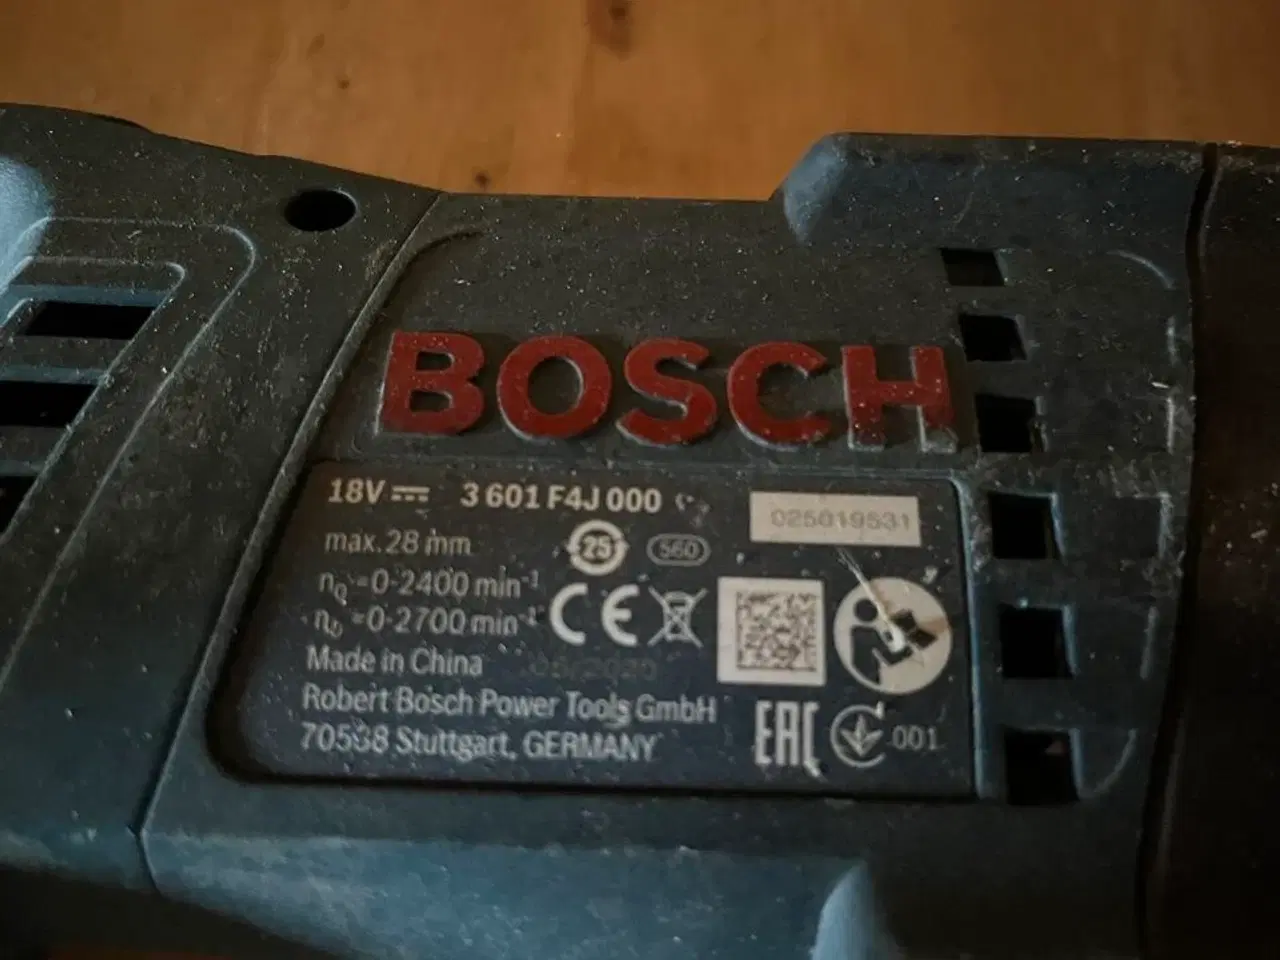 BOSCH
18V 3 601 F4J 000
025019531
max. 28 mm
25 560
n₀ =0-2400 min⁻¹
=0-2700 min⁻¹
CE
Made in China
Robert Bosch Power Tools GmbH
70538 Stuttgart, GERMANY
EAC 001